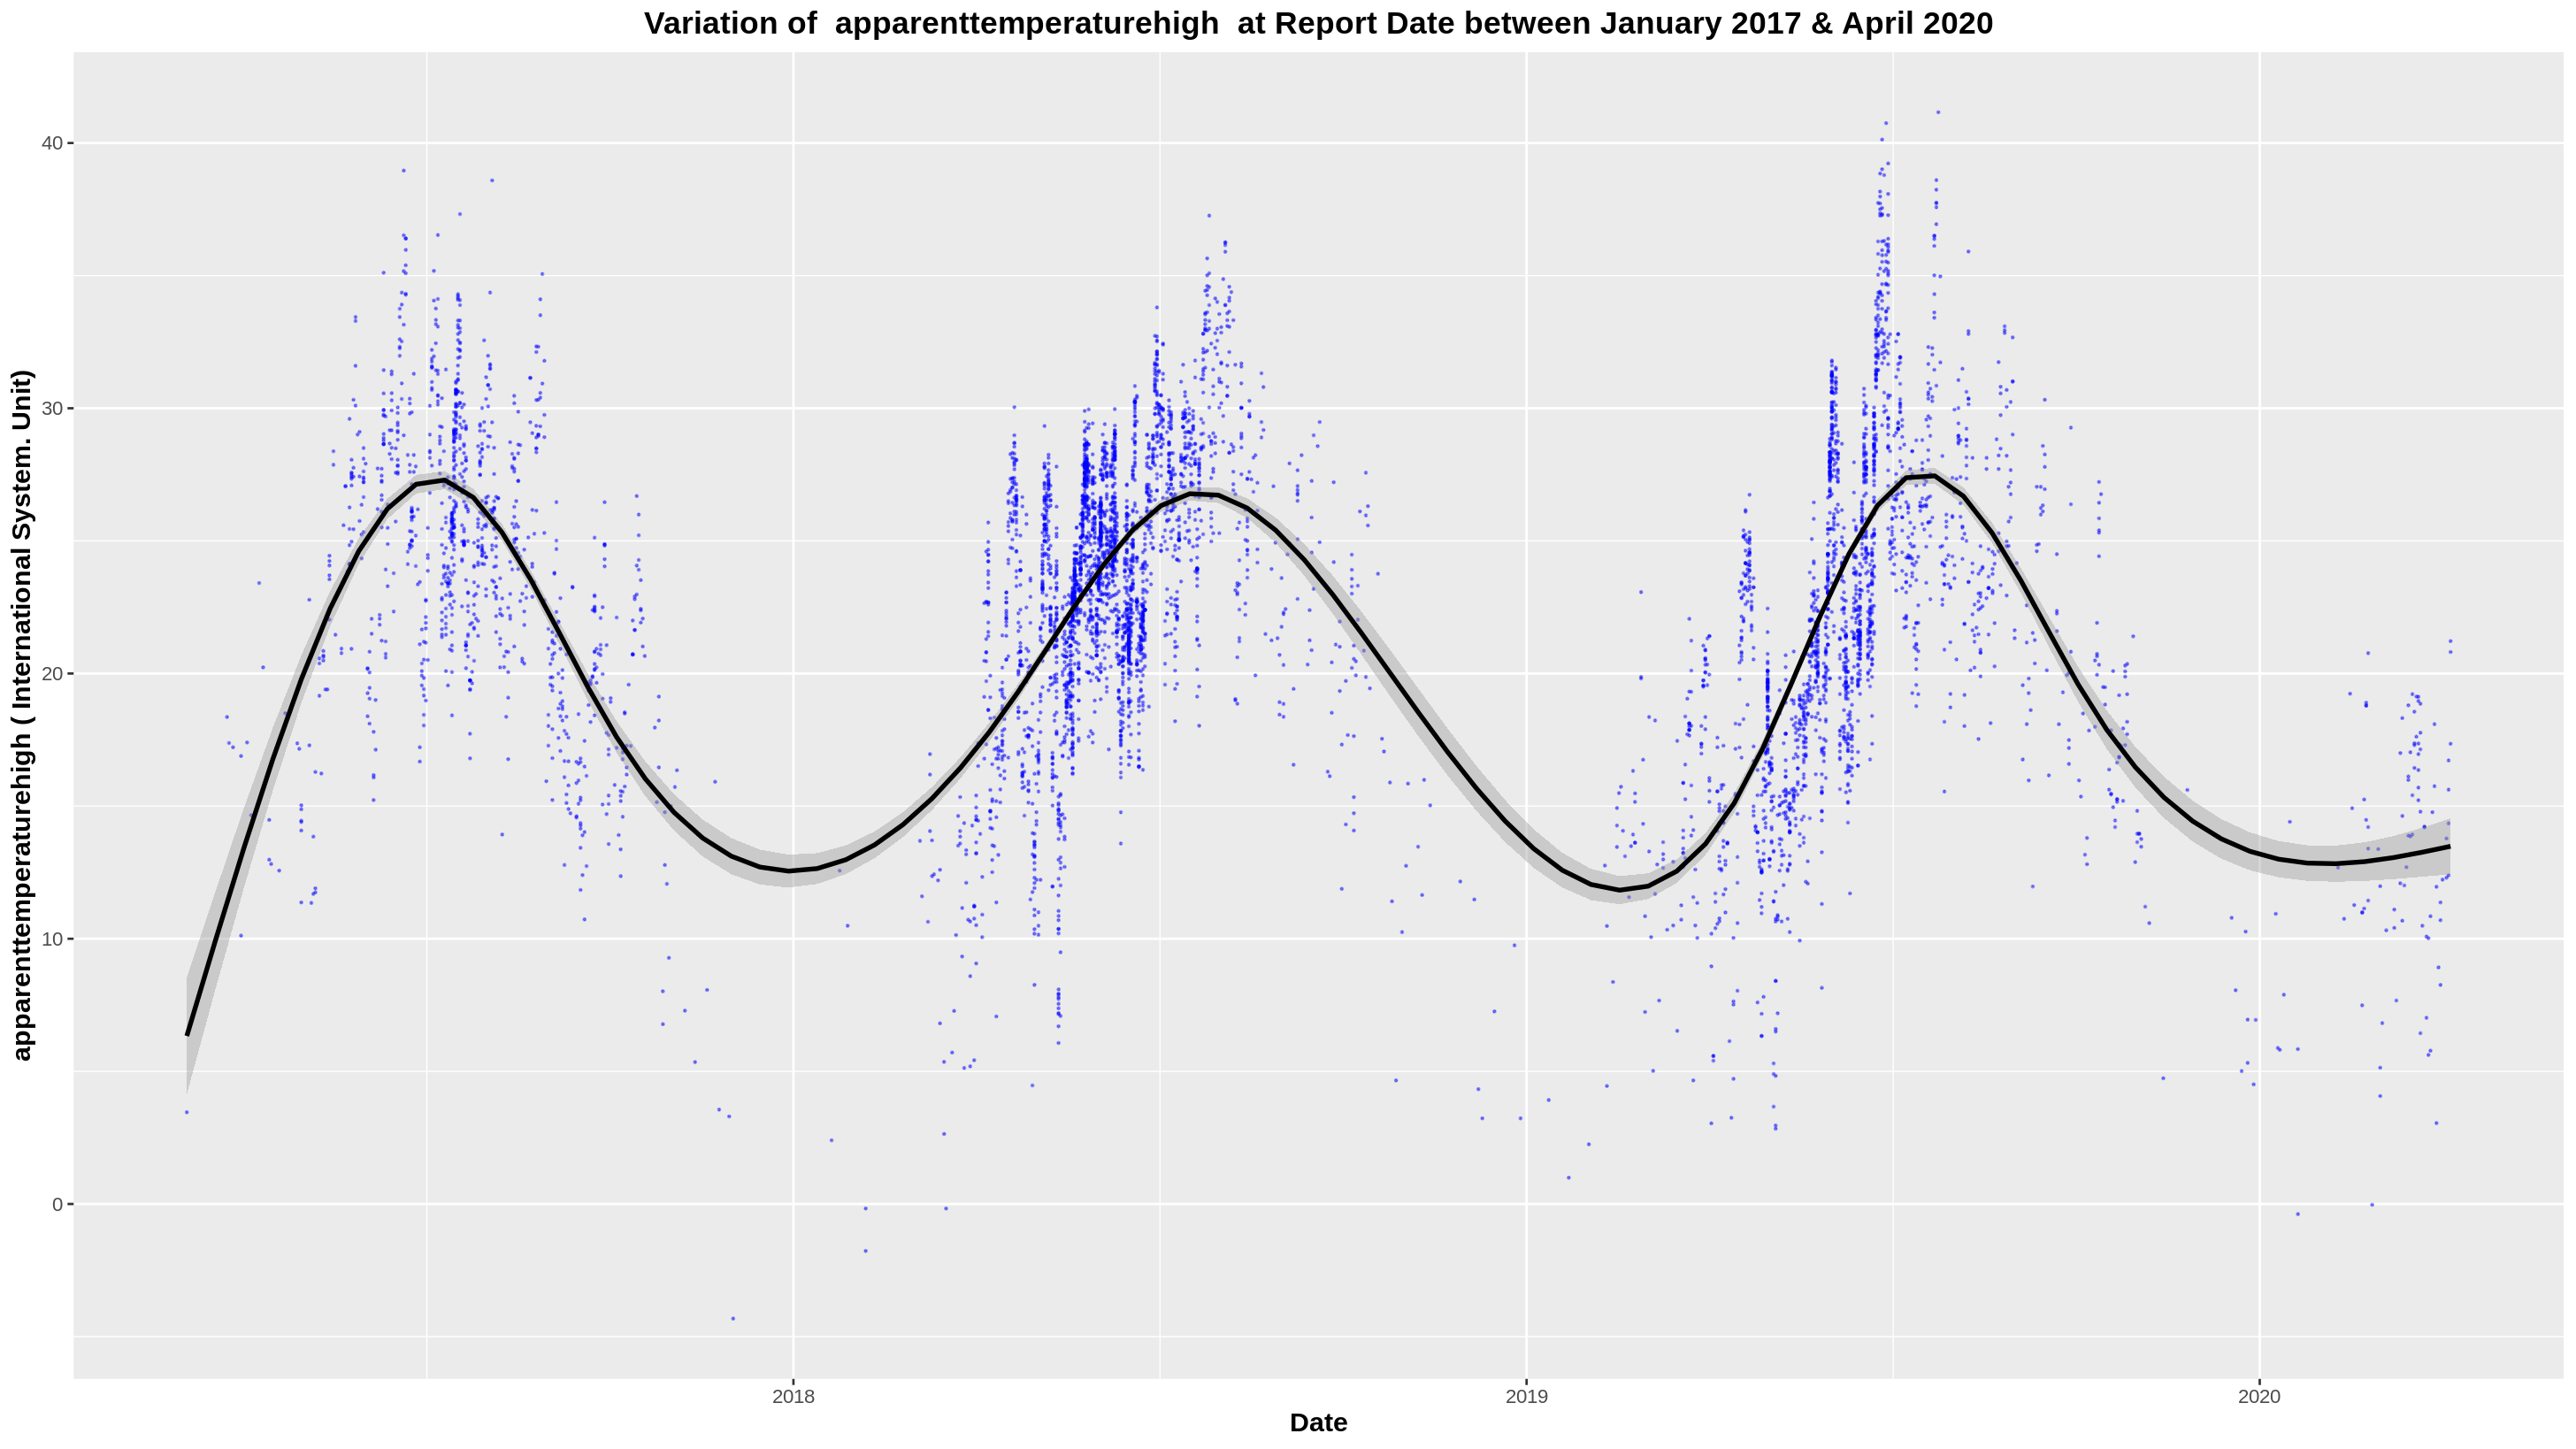 Variation of  apparenttemperaturehigh  at Report Date between January 2017 & April 2020
apparenttemperaturehigh ( International System. Unit)
40
30
20
10
0
2018
2019
2020
Date